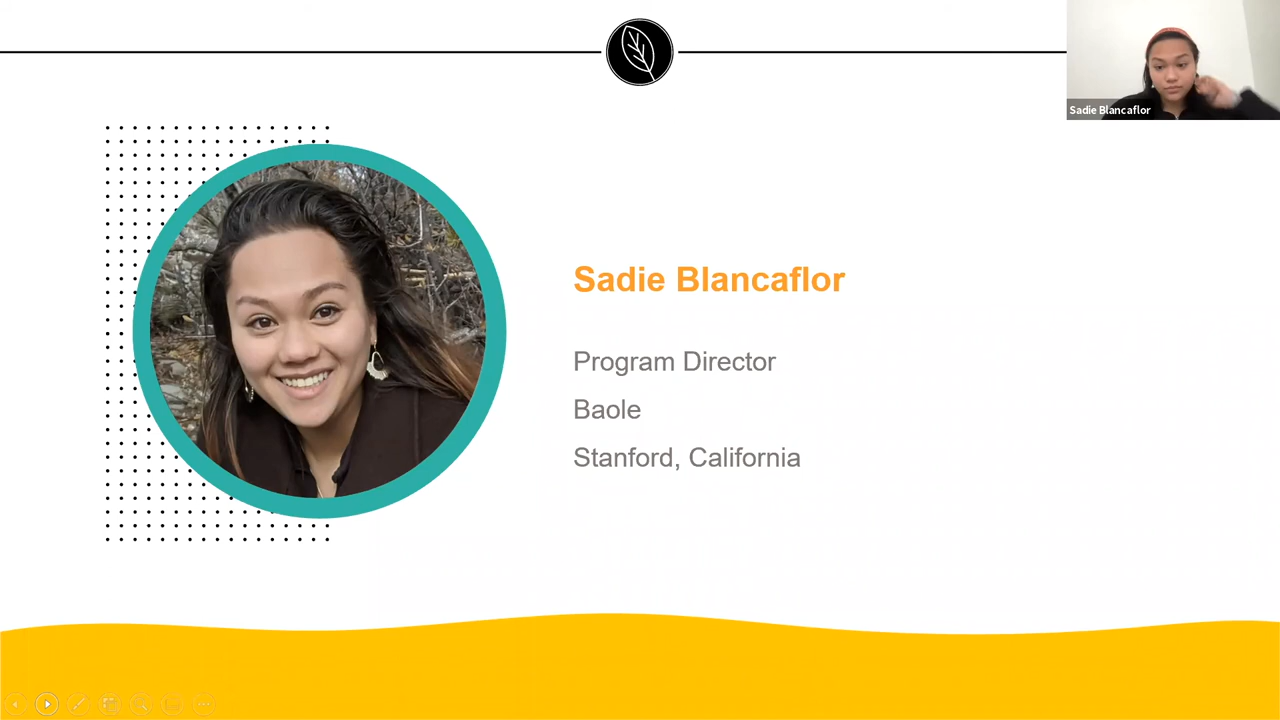 Sadie Blancaflor
Sadie Blancaflor
Program Director
Baole
Stanford, California